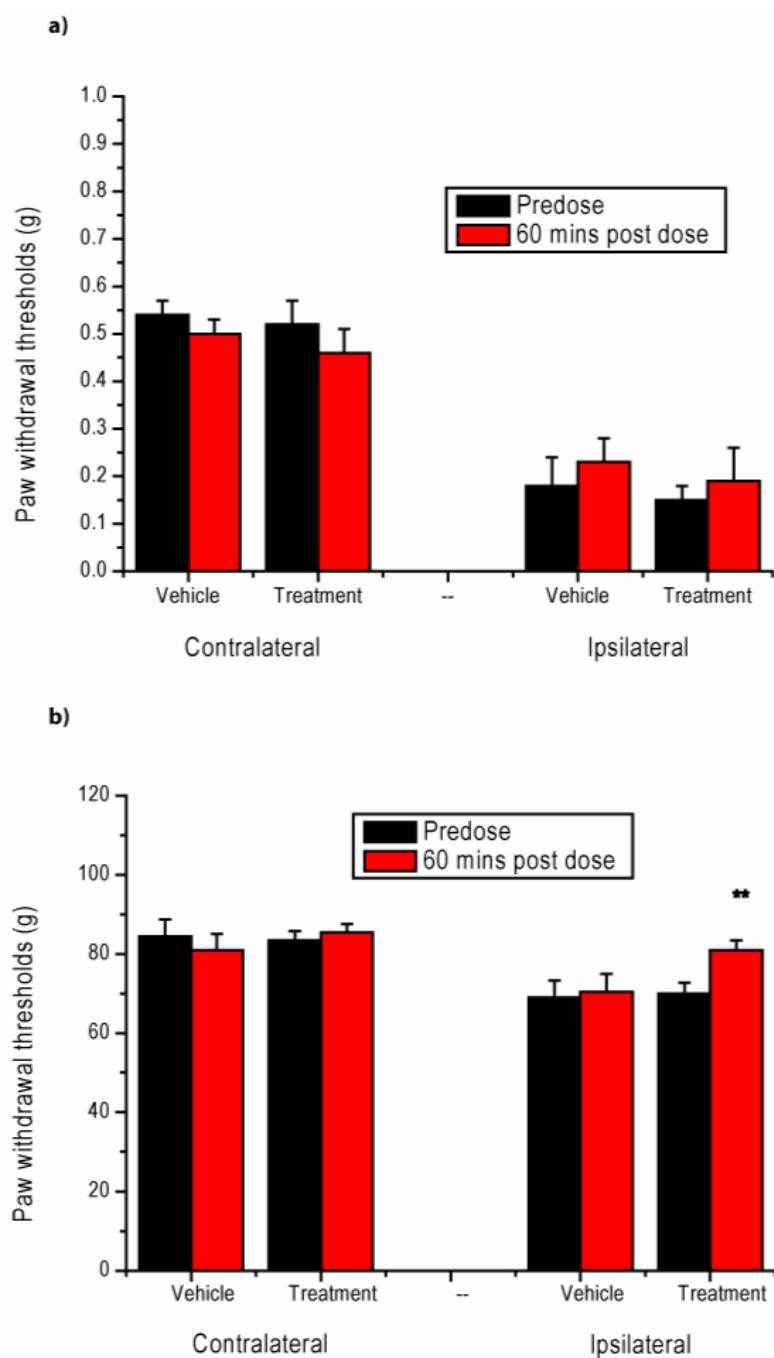 a)
1.0
0.9
0.8
0.7
0.6
0.5
0.4
0.3
0.2
0.1
0.0
Paw withdrawal thresholds (g)
Predose
60 mins post dose
Vehicle Treatment -- Vehicle Treatment
Contralateral Ipsilateral
b)
120
100
80
60
40
20
0
Paw withdrawal thresholds (g)
Predose
60 mins post dose
**
Vehicle Treatment -- Vehicle Treatment
Contralateral Ipsilateral